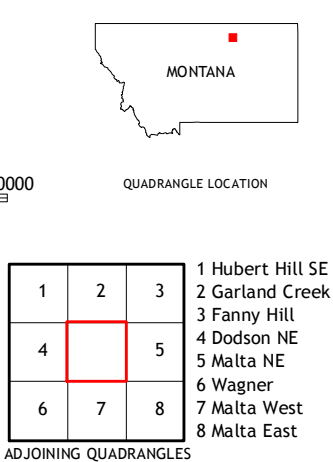 MONTANA
0000
QUADRANGLE LOCATION
1 2 3
4 5
6 7 8
1 Hubert Hill SE
2 Garland Creek
3 Fanny Hill
4 Dodson NE
5 Malta NE
6 Wagner
7 Malta West
8 Malta East
ADJOINING QUADRANGLES